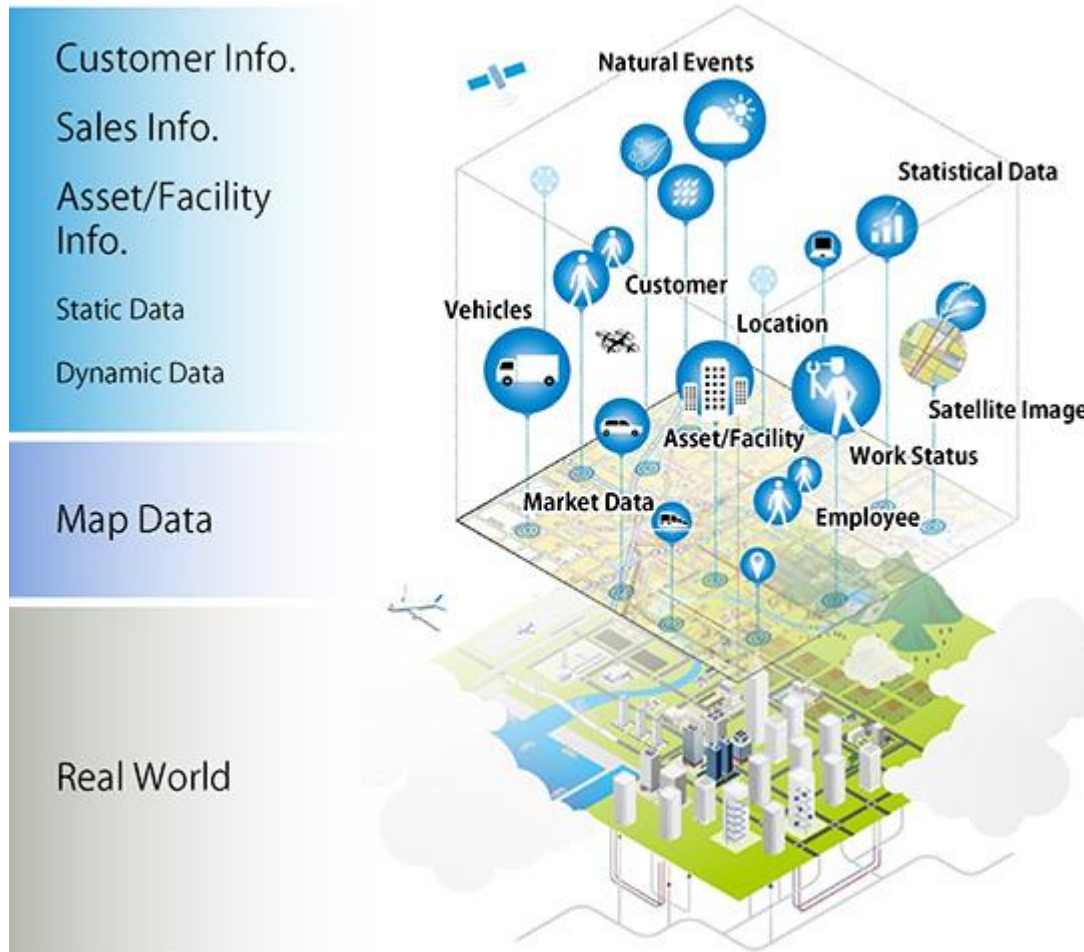 Customer Info.
Sales Info.
Asset/Facility
Info.
Static Data
Dynamic Data
Map Data
Real World
Natural Events
Statistical Data
Customer
Vehicles
Location
Satellite Image
Asset/Facility
Work Status
Market Data
Employee